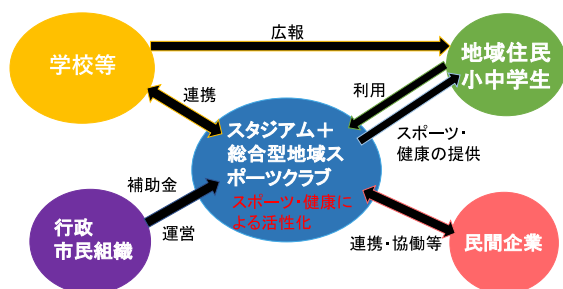 広報
学校等
地域住民
小中学生
連携
利用
スタジアム＋
総合型地域ス
ポーツクラブ
スポーツ・健康に
よる活性化
スポーツ・
健康の提供
補助金
運営
行政
市民組織
連携・協働等
民間企業